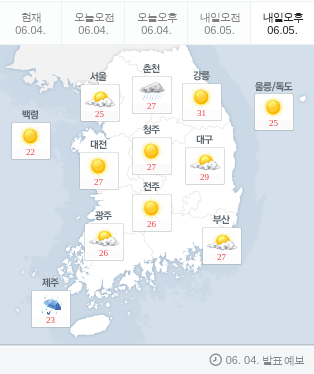 현재 오늘오전 오늘오후 내일오전 내일오후
06.04. 06.04. 06.04. 06.05. 06.05.
서울 춘천 강릉 울릉/독도
25 27 31 25
백령
22
대전 청주 대구
27 27 29
전주
26
광주 부산
26 27
제주
23
06. 04. 발표 예보